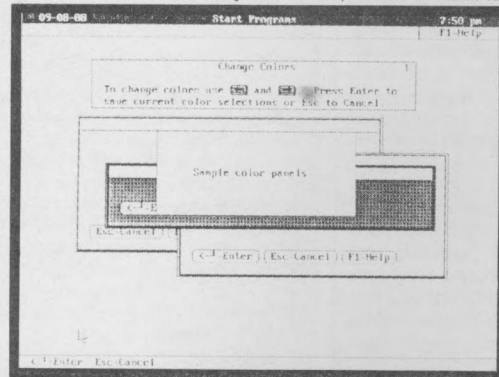 09-08-88 Start Programs 7:50 pm
F1-Help
Change Colors 1
To change colors use and . Press Enter to
save current color selections or Esc to Cancel
Sample color panels
Esc-Cancel
<-┘-Enter Esc-Cancel F1-Help
<-┘-Enter Esc-Cancel